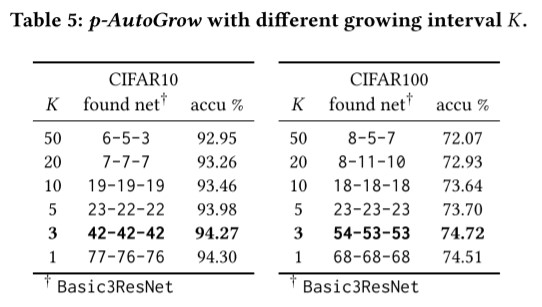 Table 5: p-AutoGrow with different growing interval K.
CIFAR10
K found net† accu %
50 6-5-3 92.95
20 7-7-7 93.26
10 19-19-19 93.46
5 23-22-22 93.98
3 42-42-42 94.27
1 77-76-76 94.30
† Basic3ResNet
CIFAR100
K found net† accu %
50 8-5-7 72.07
20 8-11-10 72.93
10 18-18-18 73.64
5 23-23-23 73.70
3 54-53-53 74.72
1 68-68-68 74.51
† Basic3ResNet